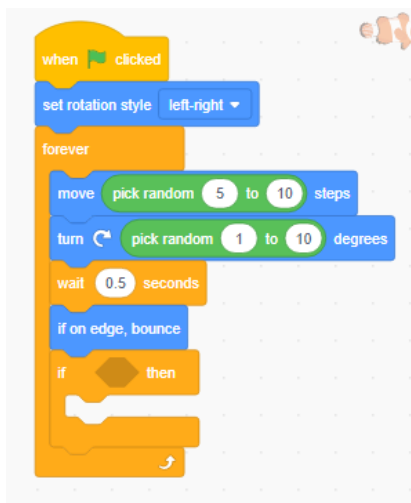 when clicked
set rotation style left-right
forever
move pick random 5 to 10 steps
turn pick random 1 to 10 degrees
wait 0.5 seconds
if on edge, bounce
if then